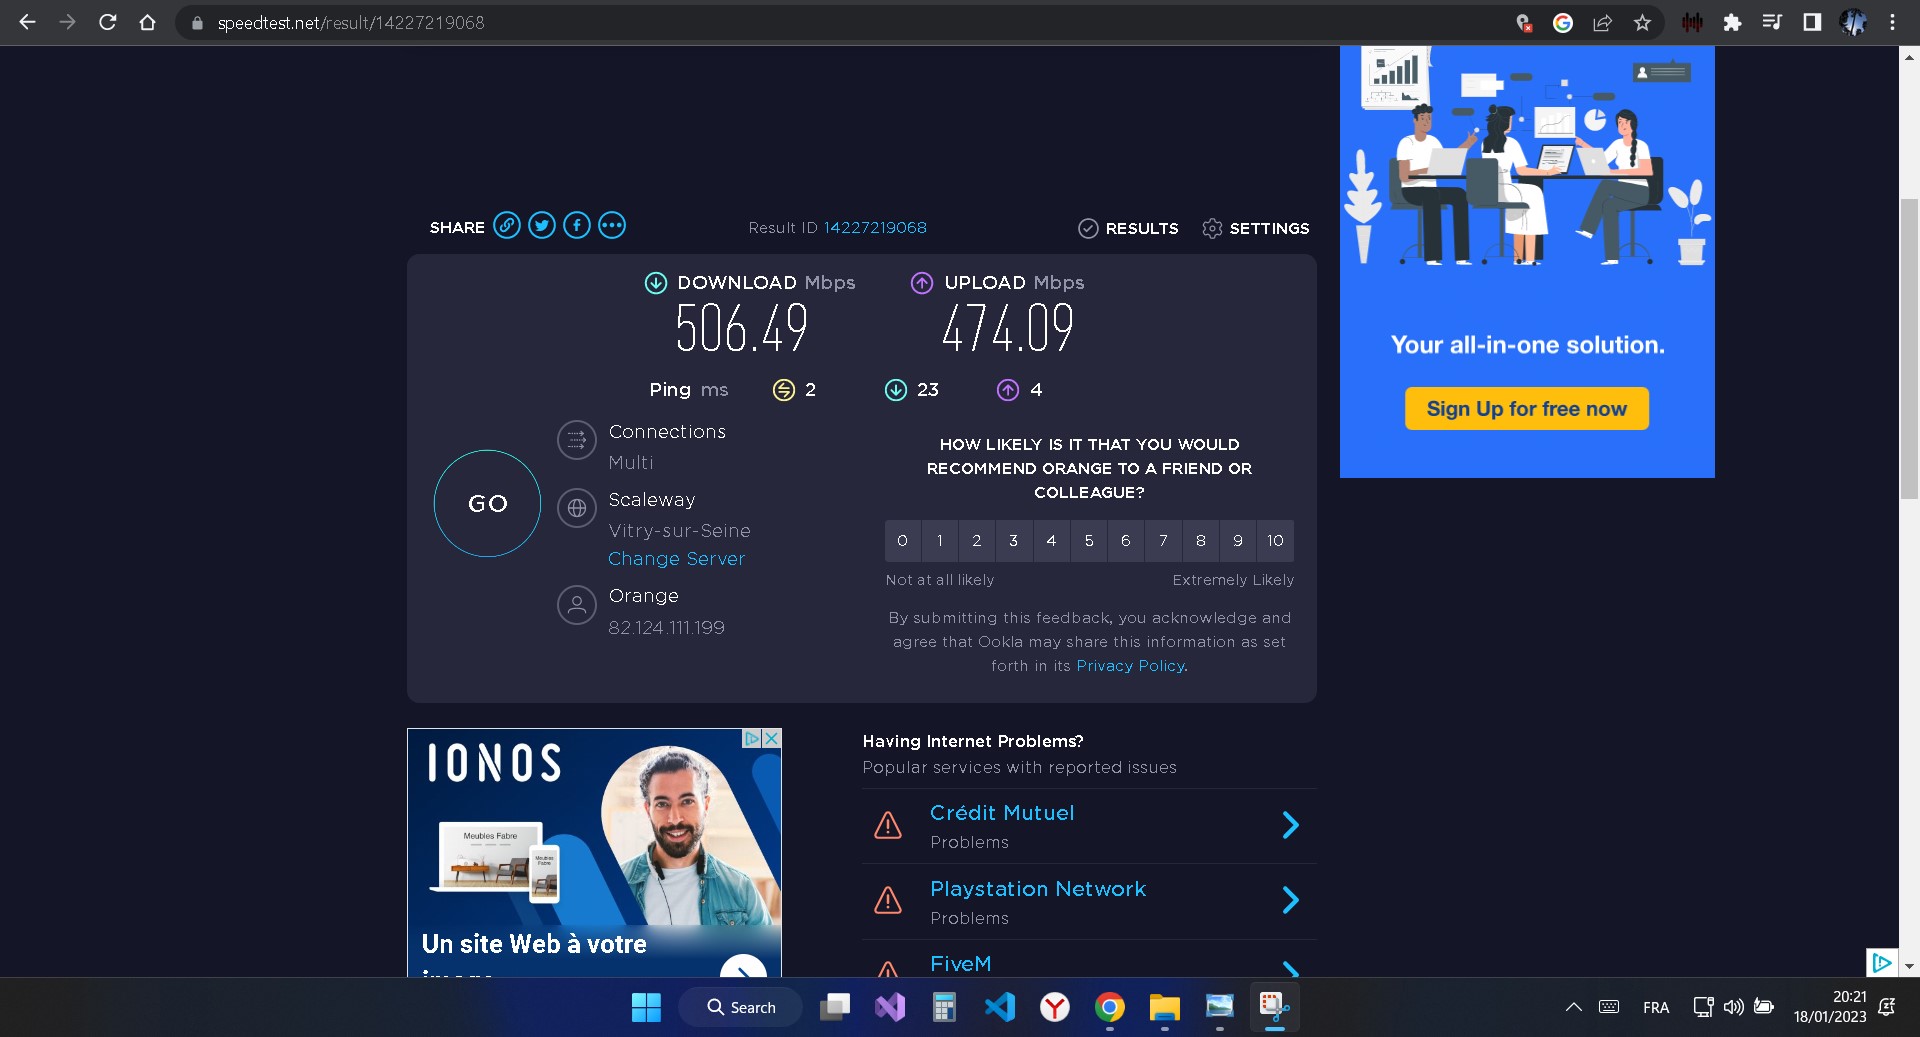 speedtest.net/result/14227219068
SHARE
Result ID 14227219068
RESULTS
SETTINGS
DOWNLOAD Mbps
506.49
UPLOAD Mbps
474.09
Ping ms 2 23 4
GO
Connections
Multi
Scaleway
Vitry-sur-Seine
Change Server
Orange
82.124.111.199
HOW LIKELY IS IT THAT YOU WOULD
RECOMMEND ORANGE TO A FRIEND OR
COLLEAGUE?
0 1 2 3 4 5 6 7 8 9 10
Not at all likely
Extremely Likely
By submitting this feedback, you acknowledge and
agree that Ookla may share this information as set
forth in its Privacy Policy.
Your all-in-one solution.
Sign Up for free now
IONOS
Meubles Fabre
Meubles
Fabre
Un site Web à votre
Having Internet Problems?
Popular services with reported issues
Crédit Mutuel
Problems
Playstation Network
Problems
FiveM
Search
FRA
20:21
18/01/2023